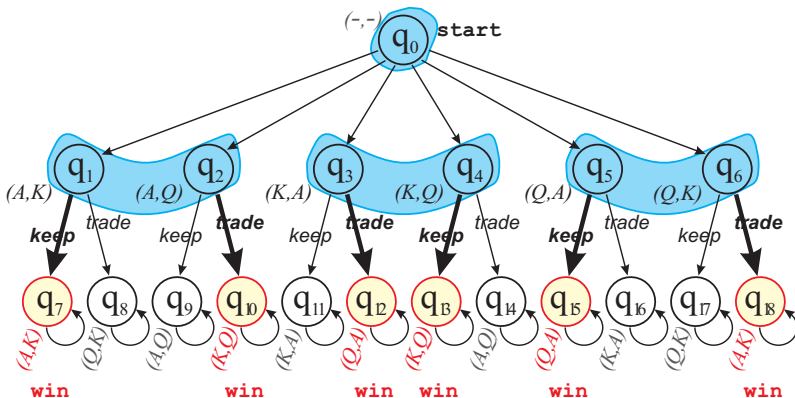 (-,-) q0 start
q1 q2 q3 q4 q5 q6
(A,K) (A,Q) (K,A) (K,Q) (Q,A) (Q,K)
keep trade keep trade keep trade keep trade keep trade keep trade
q7 q8 q9 q10 q11 q12 q13 q14 q15 q16 q17 q18
(A,K) (Q,K) (A,Q) (K,Q) (K,A) (Q,A) (K,Q) (A,Q) (Q,A) (K,A) (Q,K) (A,K)
win win win win win win